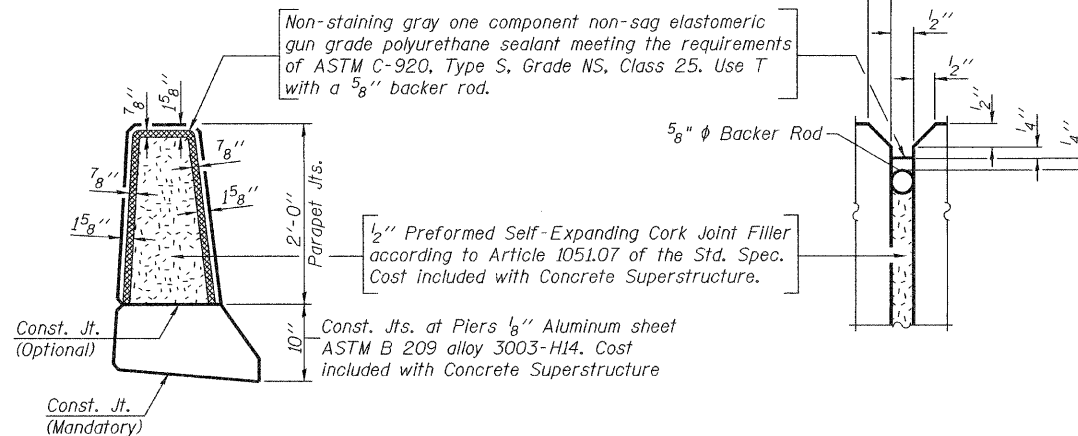 Non-staining gray one component non-sag elastomeric
gun grade polyurethane sealant meeting the requirements
of ASTM C-920, Type S, Grade NS, Class 25. Use T
with a 5/8" backer rod.
1/2"
1/2"
1/2"
1/4"
1/4"
7/8"
1 5/8"
5/8" φ Backer Rod
7/8"
7/8"
1 5/8"
1 5/8"
2'-0"
Parapet Jts.
1/2" Preformed Self-Expanding Cork Joint Filler
according to Article 1051.07 of the Std. Spec.
Cost included with Concrete Superstructure.
Const. Jt.
(Optional)
10"
Const. Jts. at Piers 1/8" Aluminum sheet
ASTM B 209 alloy 3003-H14. Cost
included with Concrete Superstructure
Const. Jt.
(Mandatory)